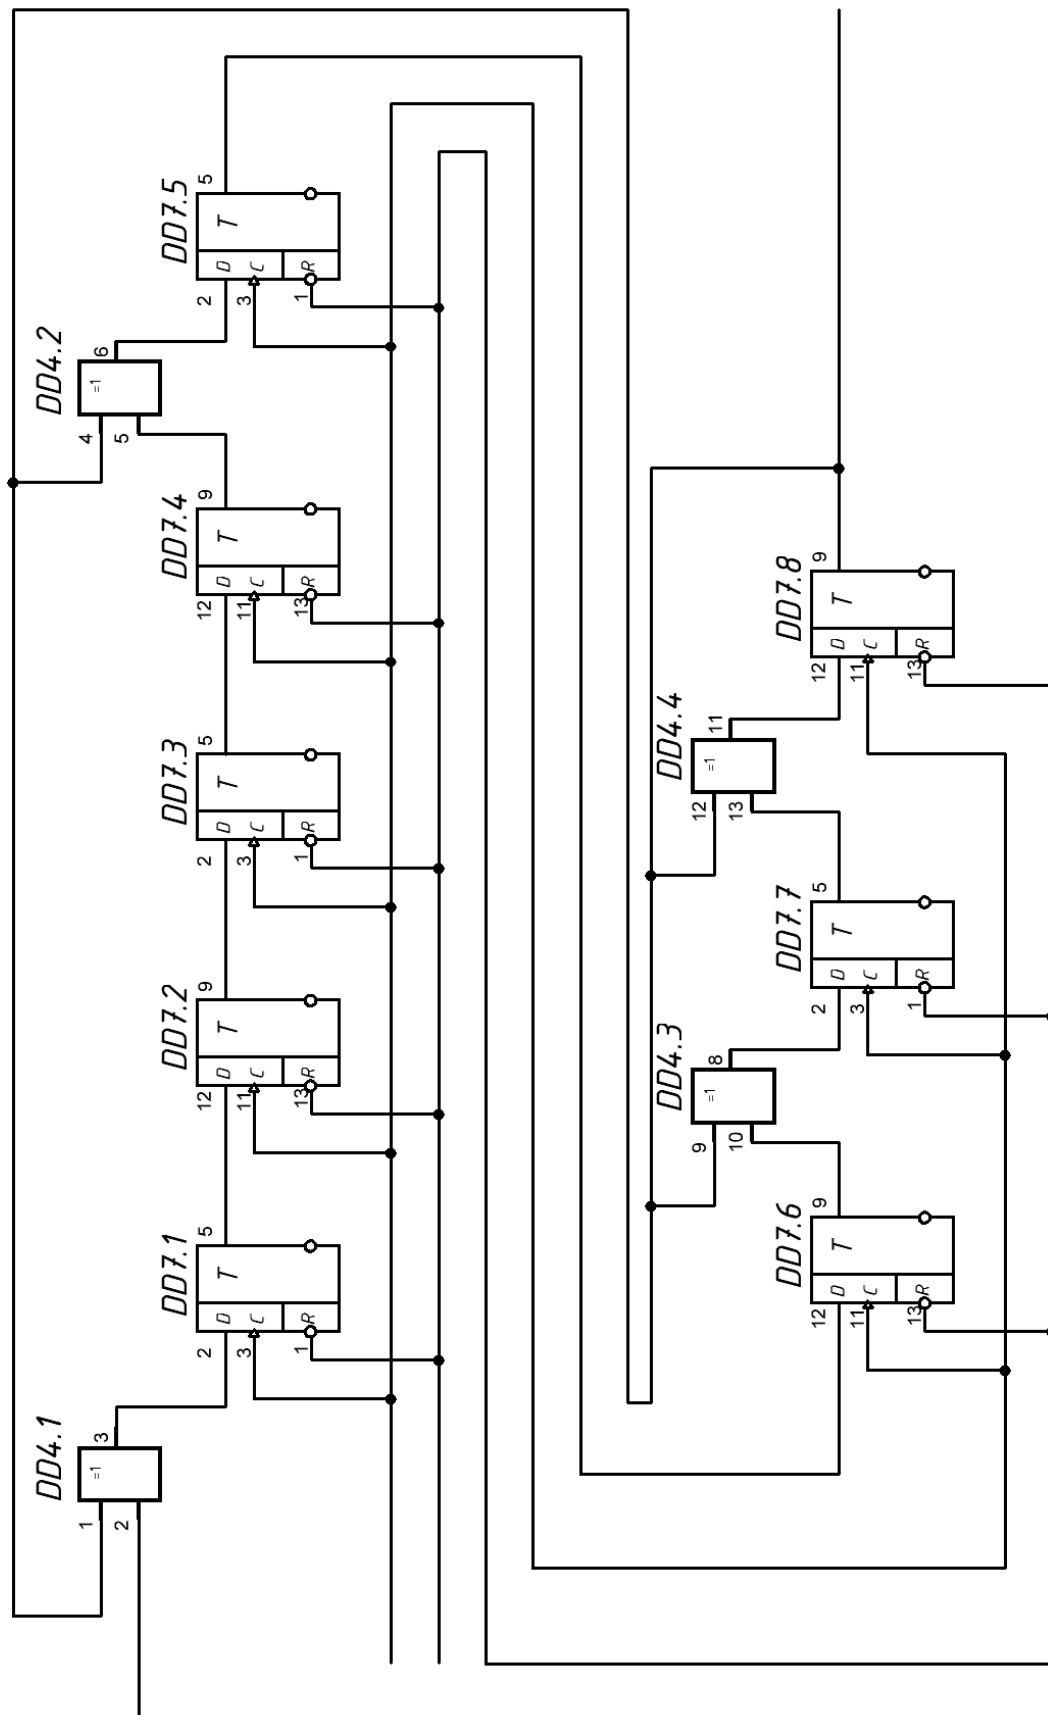 DD4.1
1
2
=1
3
DD7.1
2 D T 5
3 C
1 R
DD7.2
12 D T 9
11 C
13 R
DD7.3
2 D T 5
3 C
1 R
DD7.4
12 D T 9
11 C
13 R
DD4.2
4
5
=1
6
DD7.5
2 D T 5
3 C
1 R
DD7.6
12 D T 9
11 C
13 R
DD4.3
9
10
=1
8
DD7.7
2 D T 5
3 C
1 R
DD4.4
12
13
=1
11
DD7.8
12 D T 9
11 C
13 R